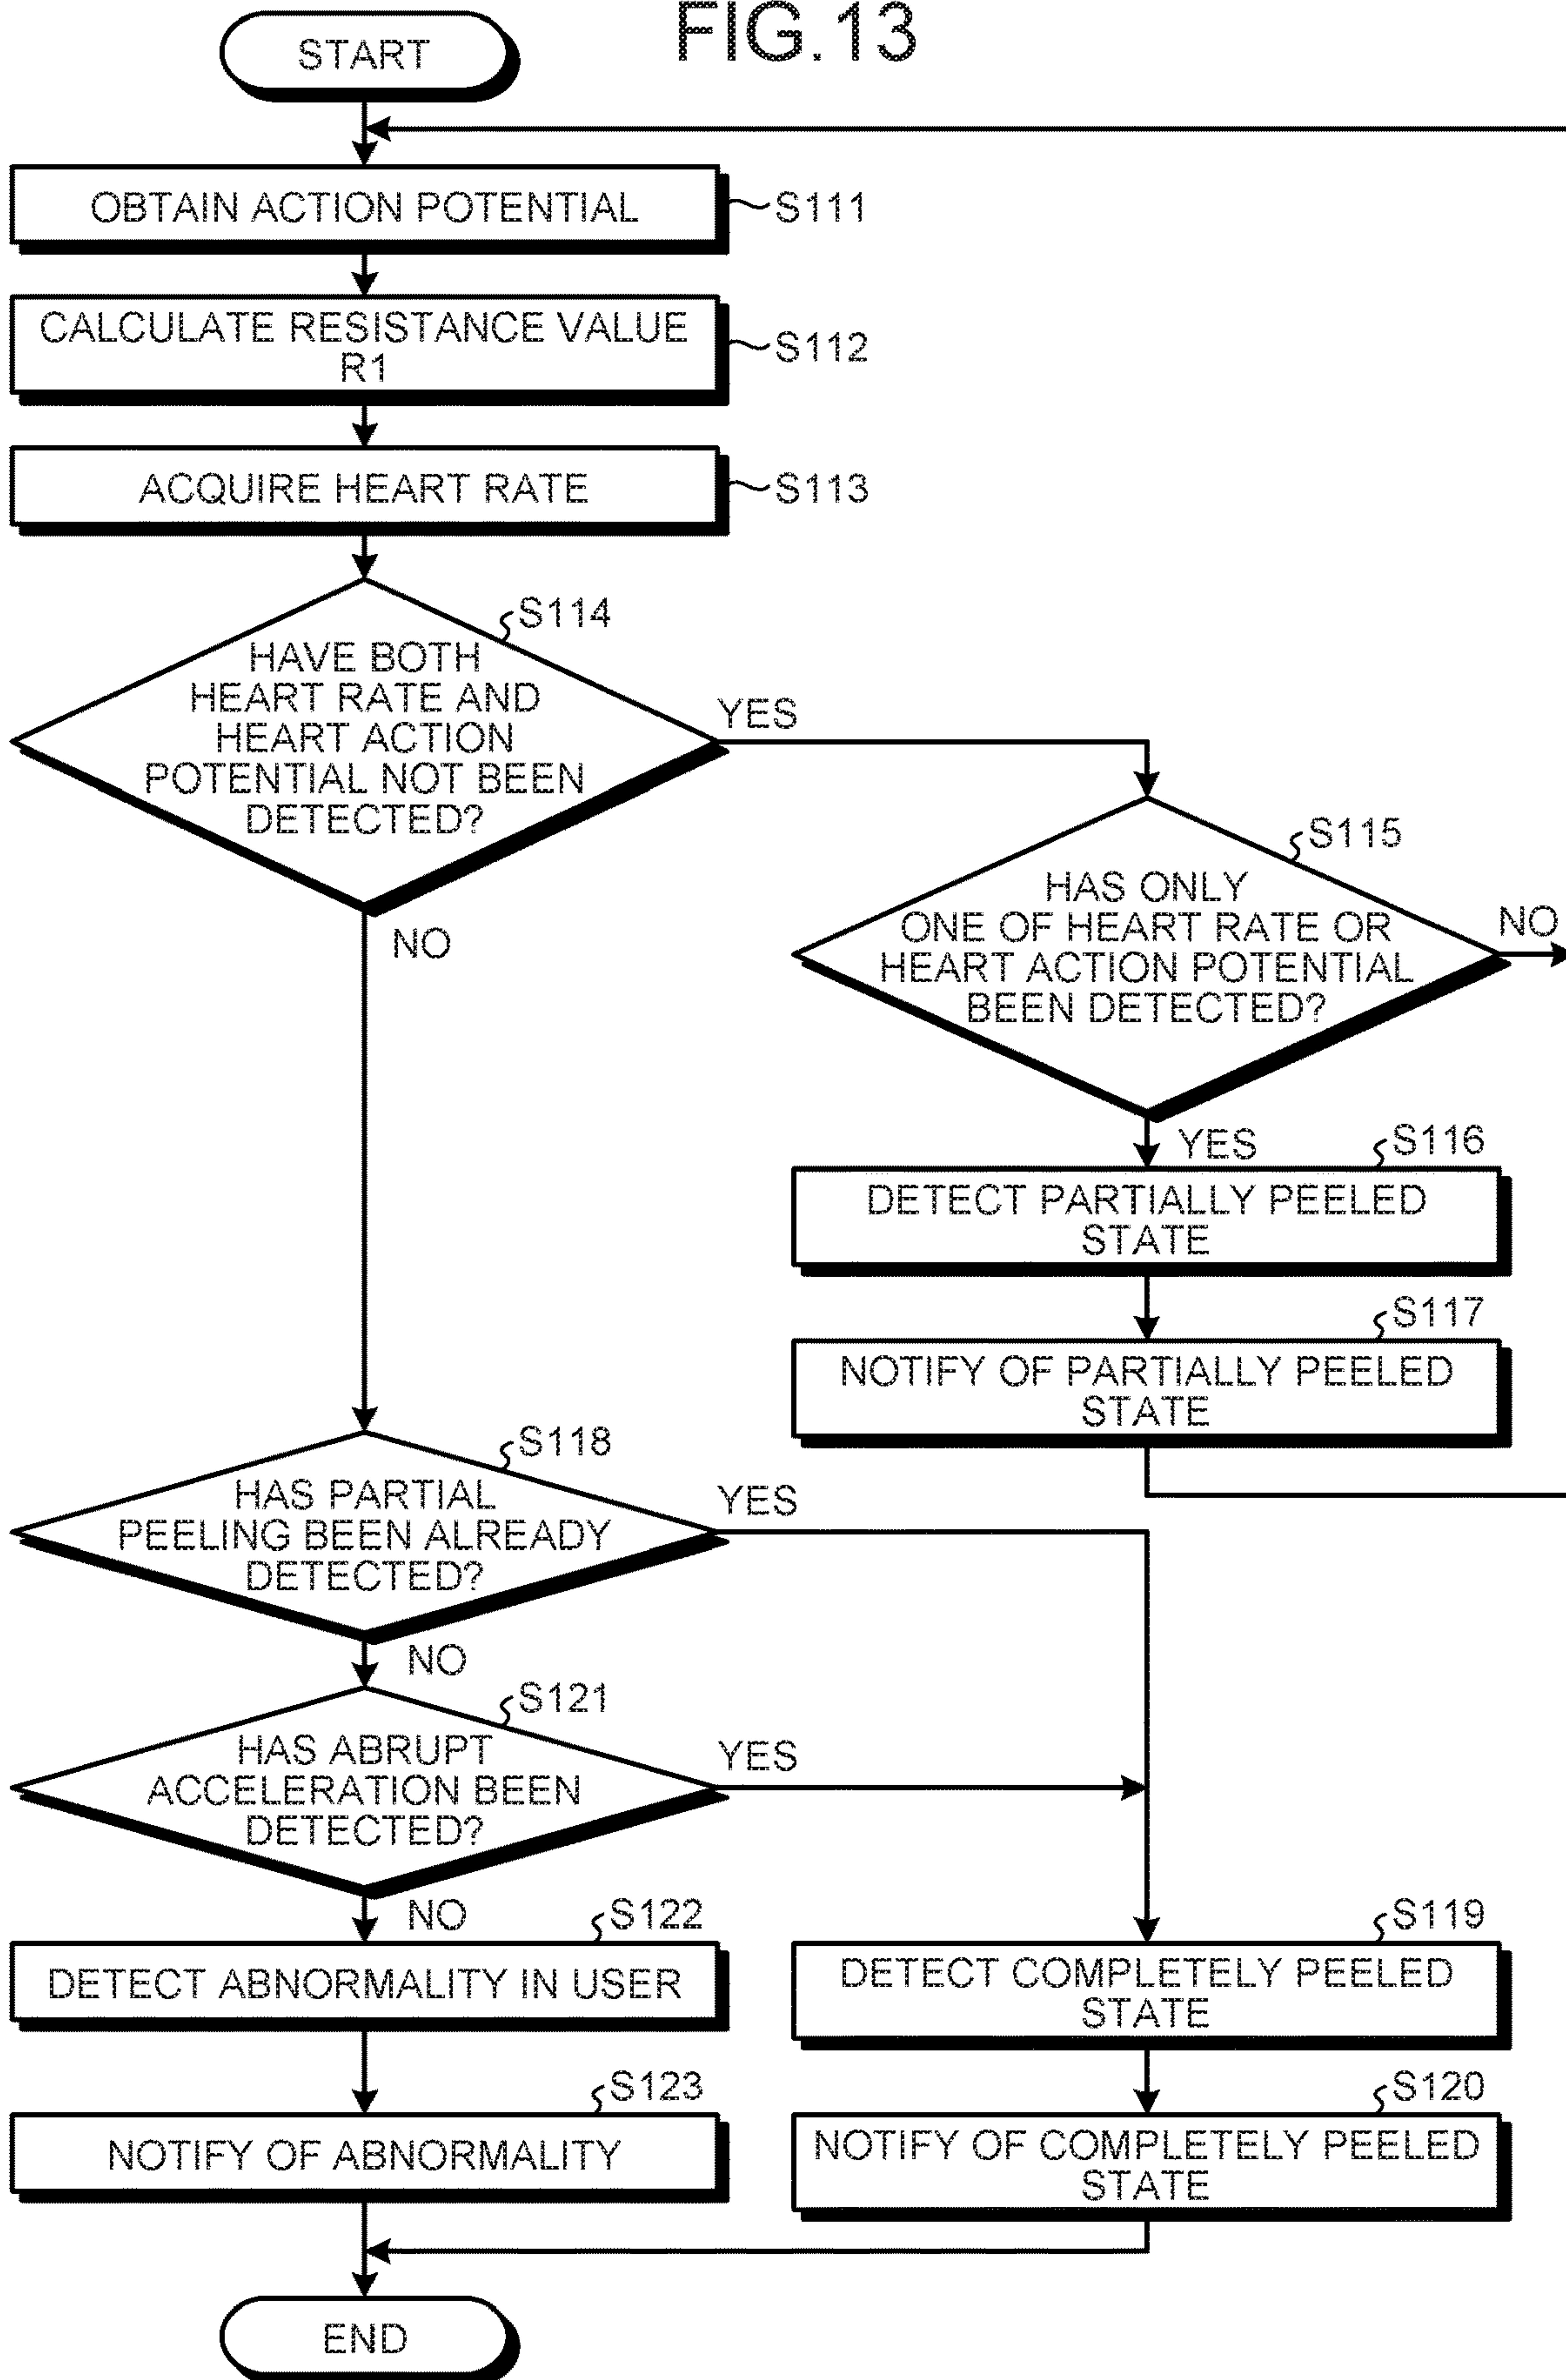 FIG.13
START
OBTAIN ACTION POTENTIAL
S111
CALCULATE RESISTANCE VALUE
R1
S112
ACQUIRE HEART RATE
S113
S114
HAVE BOTH
HEART RATE AND
HEART ACTION
POTENTIAL NOT BEEN
DETECTED?
YES
NO
S115
HAS ONLY
ONE OF HEART RATE OR
HEART ACTION POTENTIAL
BEEN DETECTED?
NO
YES
S116
DETECT PARTIALLY PEELED
STATE
S117
NOTIFY OF PARTIALLY PEELED
STATE
S118
HAS PARTIAL
PEELING BEEN ALREADY
DETECTED?
YES
NO
S121
HAS ABRUPT
ACCELERATION BEEN
DETECTED?
YES
NO
S122
DETECT ABNORMALITY IN USER
S119
DETECT COMPLETELY PEELED
STATE
S123
NOTIFY OF ABNORMALITY
S120
NOTIFY OF COMPLETELY PEELED
STATE
END